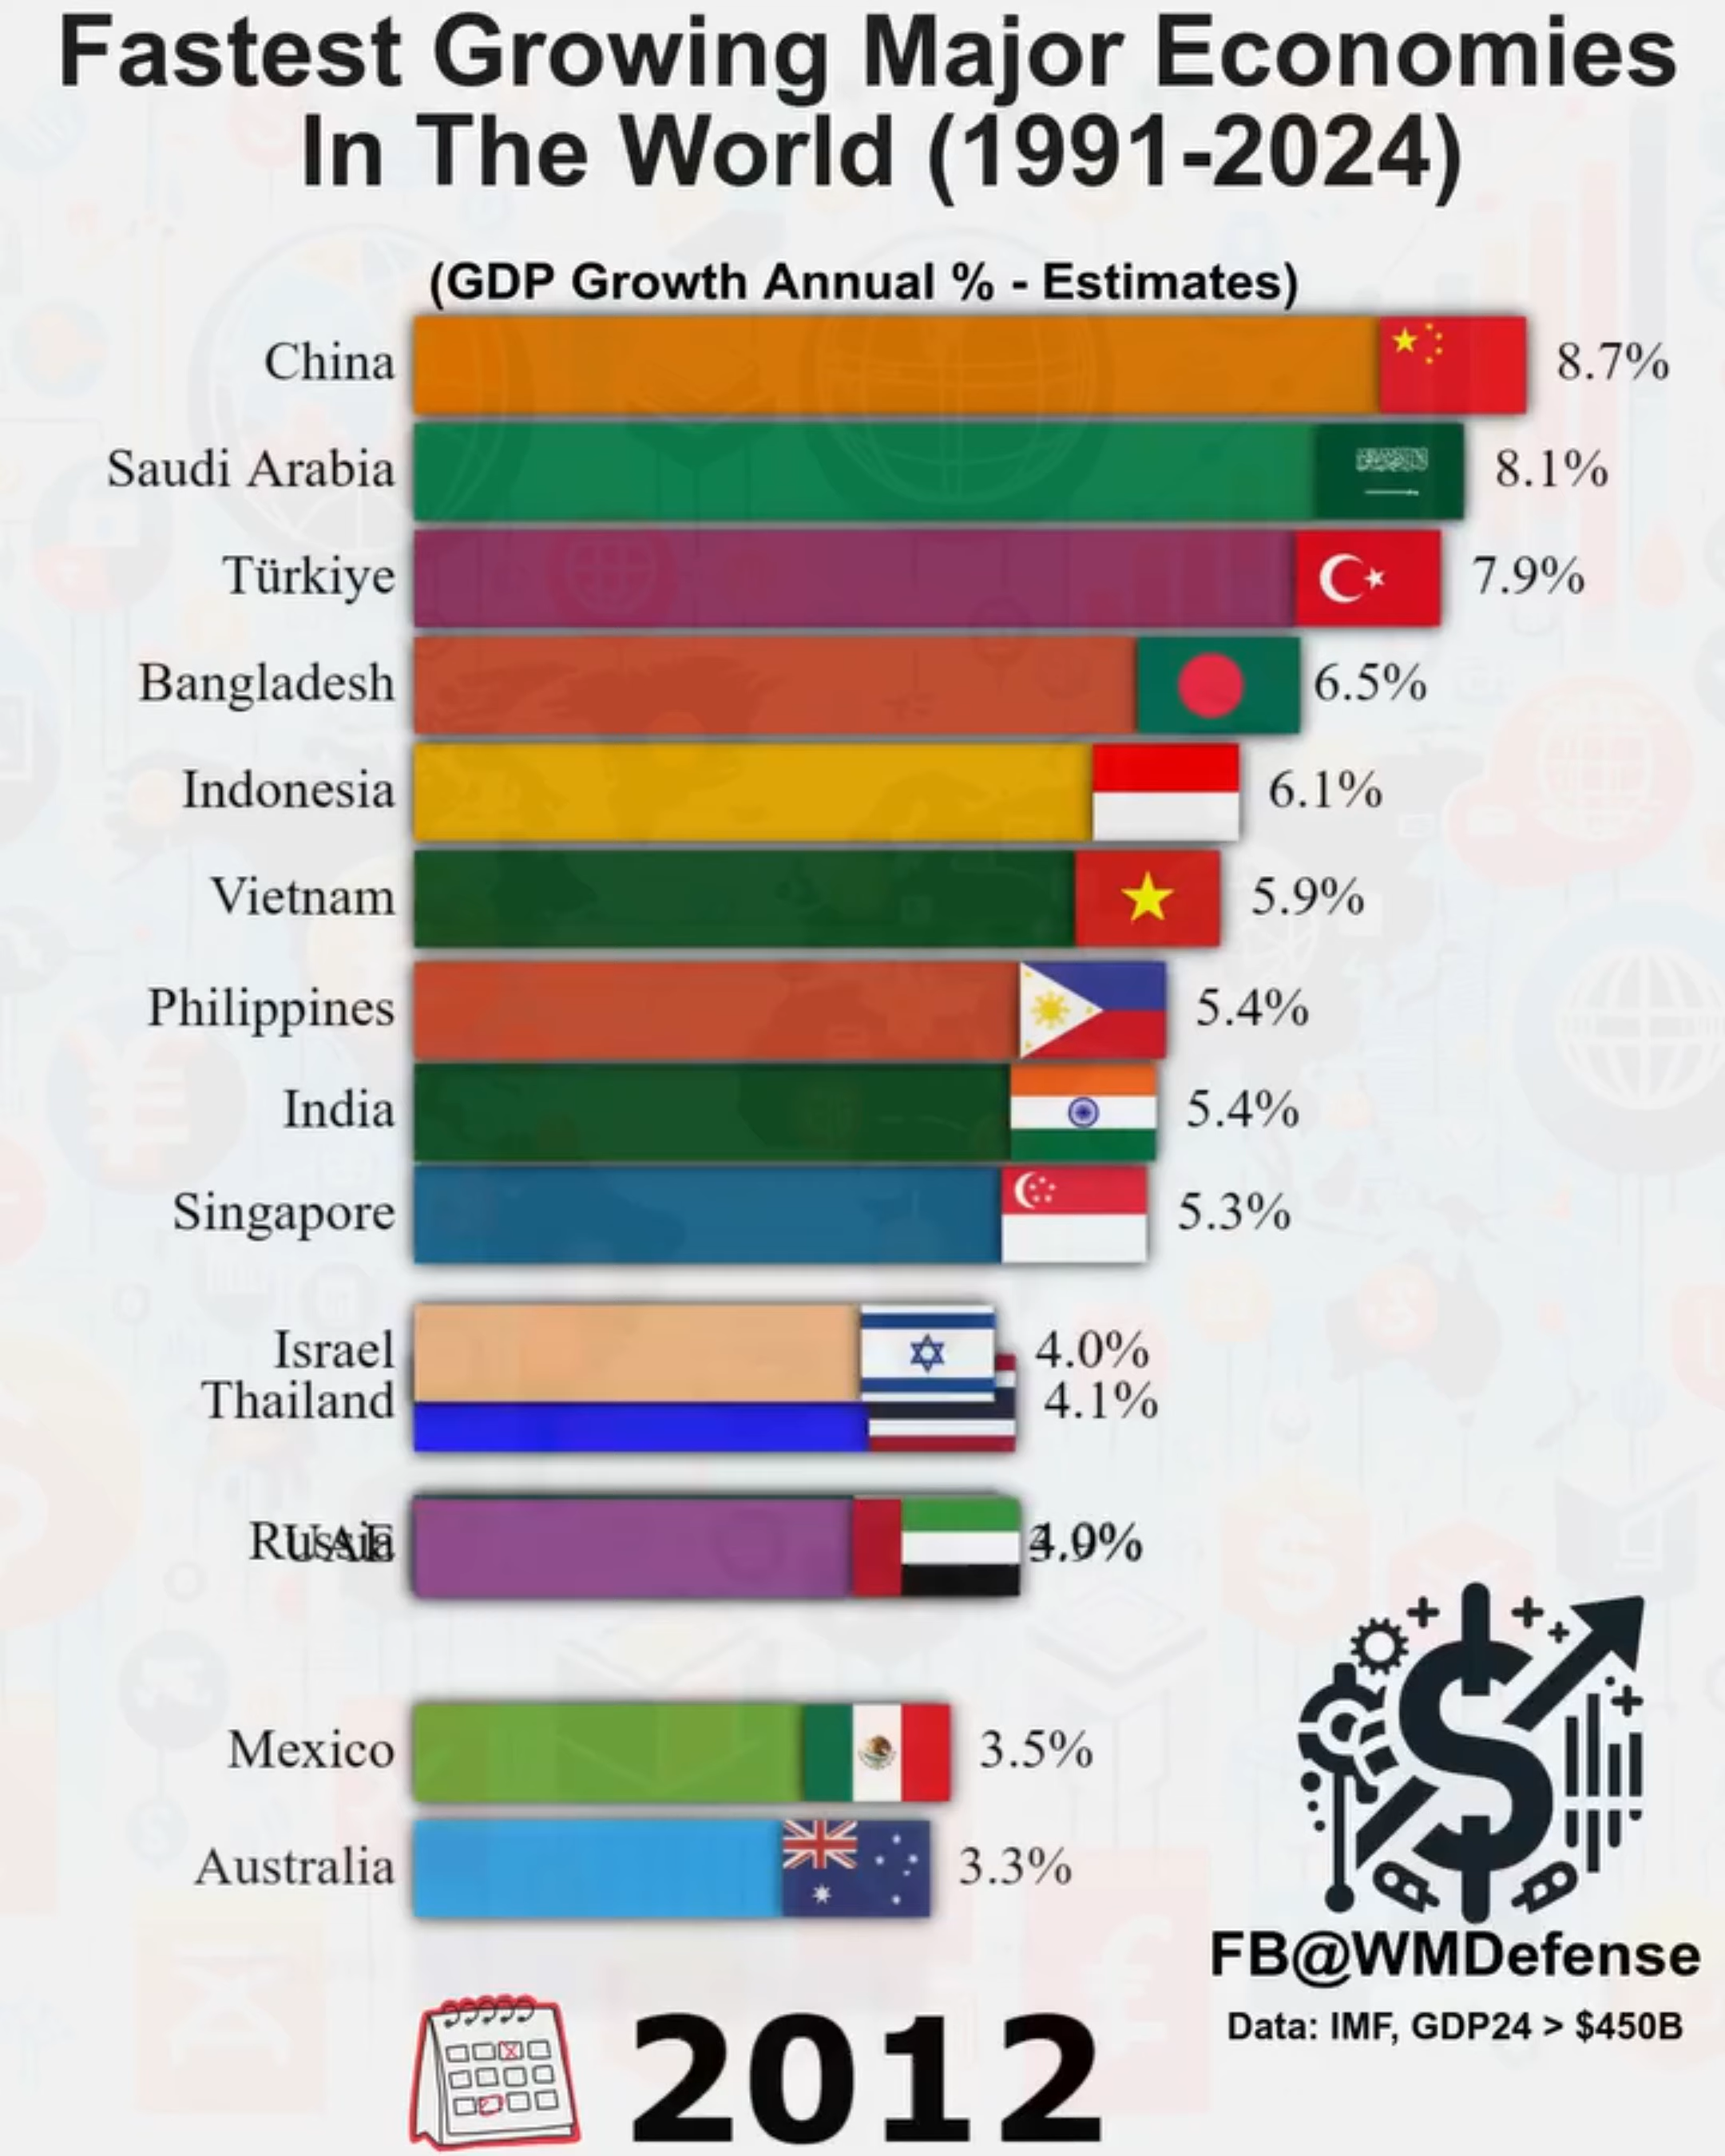 Fastest Growing Major Economies
In The World (1991-2024)
(GDP Growth Annual % - Estimates)
China 8.7%
Saudi Arabia 8.1%
Türkiye 7.9%
Bangladesh 6.5%
Indonesia 6.1%
Vietnam 5.9%
Philippines 5.4%
India 5.4%
Singapore 5.3%
Israel 4.0%
Thailand 4.1%
Russia
UAE
Mexico 3.5%
Australia 3.3%
FB@WMDefense
Data: IMF, GDP24 > $450B
2012